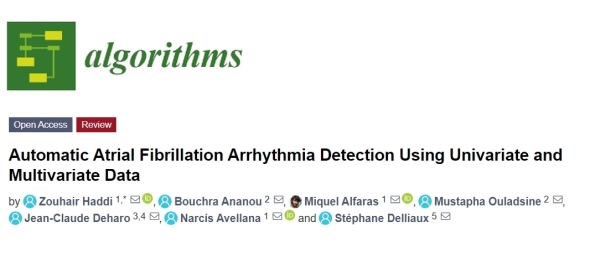 algorithms
Open Access Review
Automatic Atrial Fibrillation Arrhythmia Detection Using Univariate and
Multivariate Data
by Zouhair Haddi 1,*, Bouchra Ananou 2, Miquel Alfaras 1, Mustapha Ouladsine 2,
Jean-Claude Deharo 3,4, Narcís Avellana 1 and Stéphane Delliaux 5